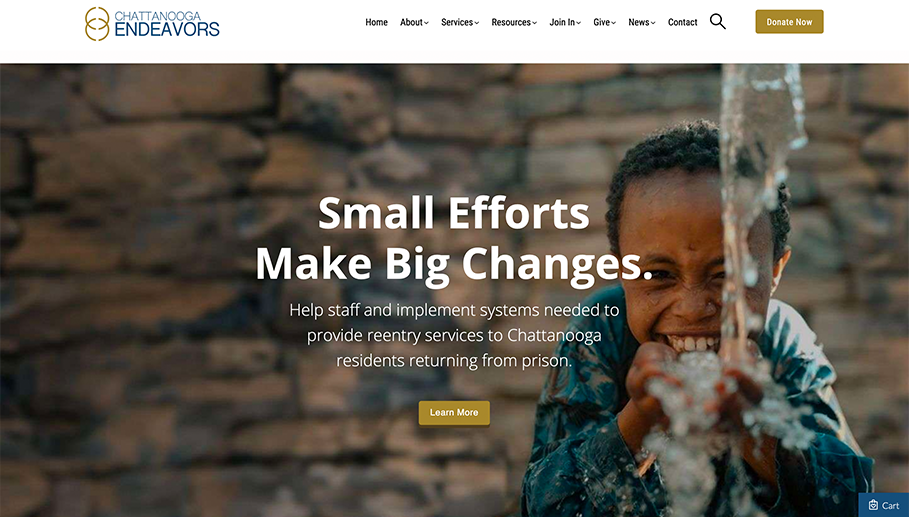 CHATTANOOGA
ENDEAVORS
Home About Services Resources Join In Give News Contact Donate Now
Small Efforts
Make Big Changes.
Help staff and implement systems needed to
provide reentry services to Chattanooga
residents returning from prison.
Learn More
Cart